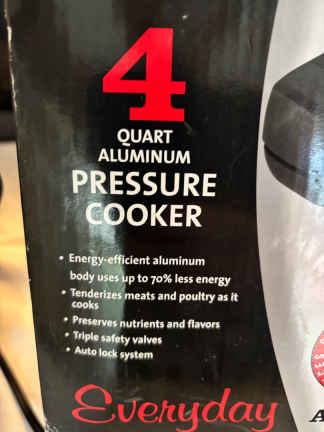 4
QUART
ALUMINUM
PRESSURE
COOKER
• Energy-efficient aluminum
body uses up to 70% less energy
• Tenderizes meats and poultry as it
cooks
• Preserves nutrients and flavors
• Triple safety valves
• Auto lock system
Everyday